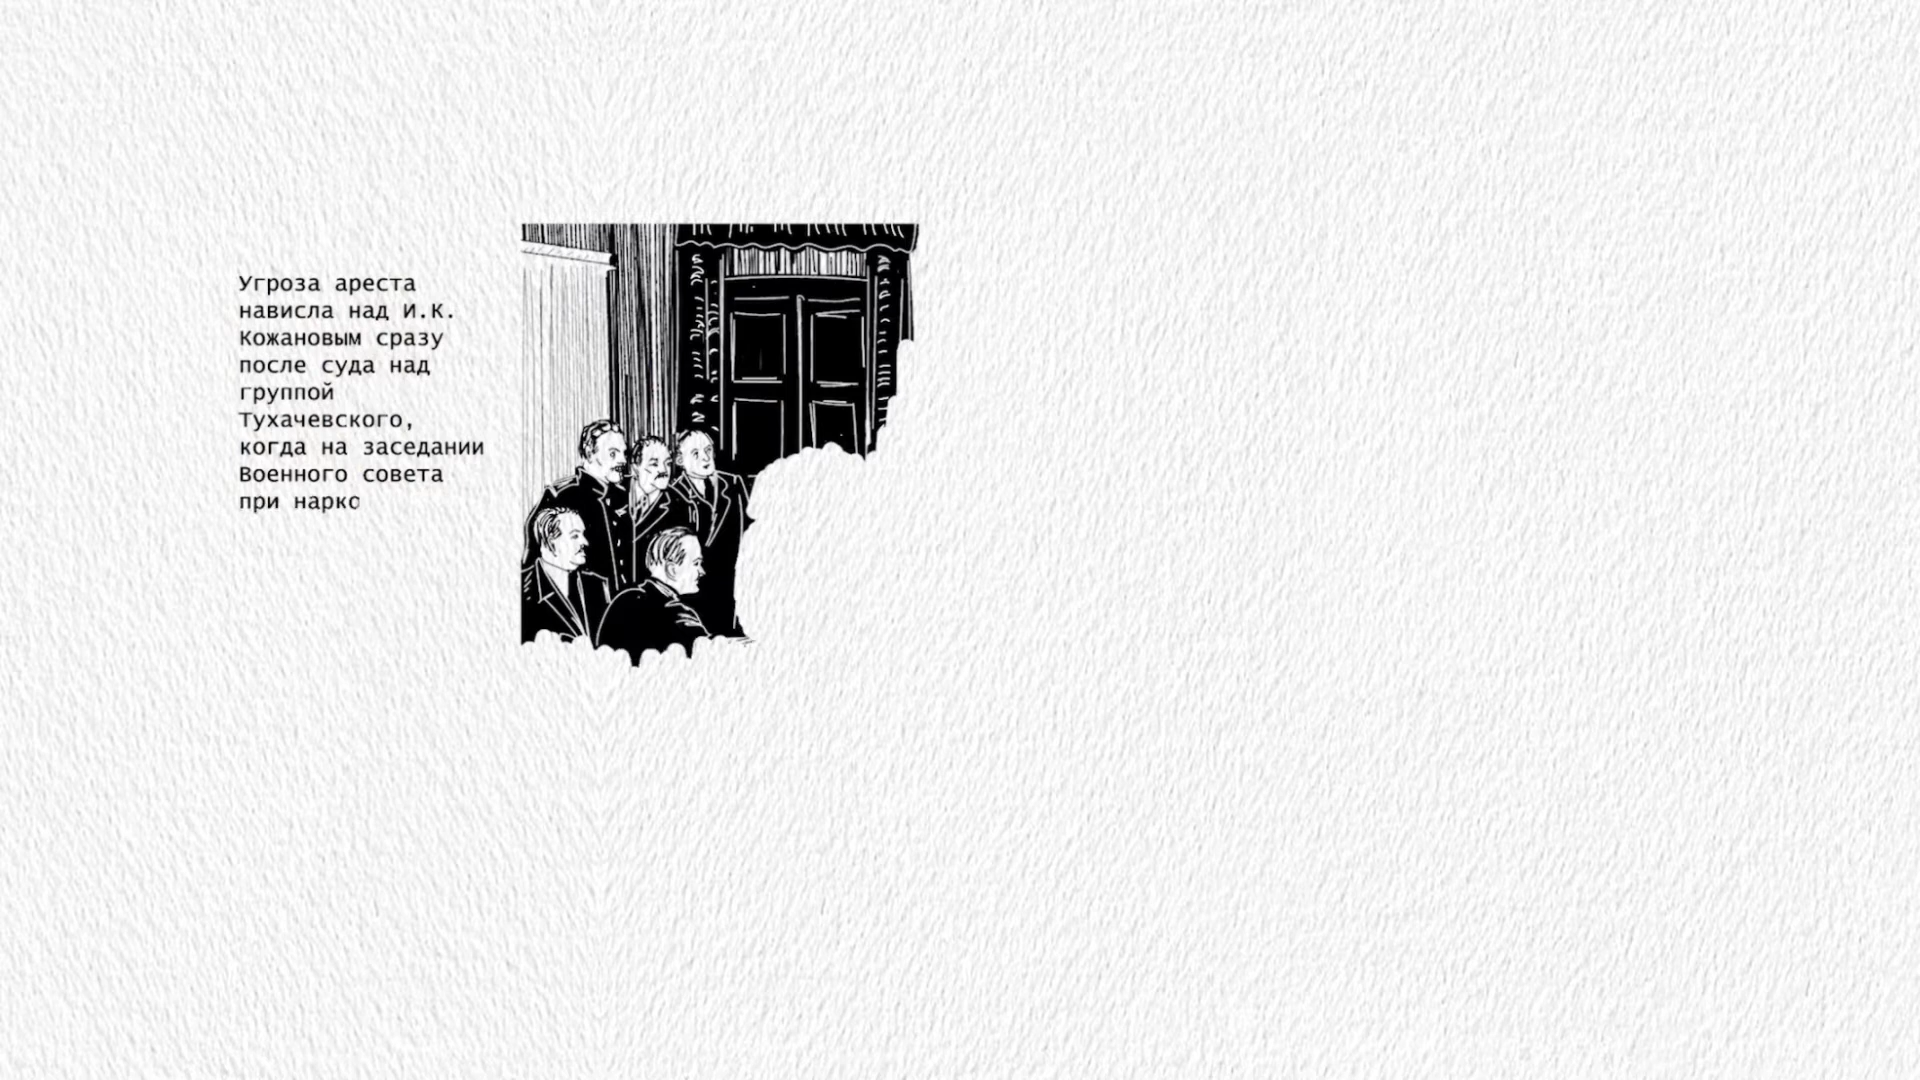 Угроза ареста
нависла над И.К.
Кожановым сразу
после суда над
группой
Тухачевского,
когда на заседании
Военного совета
при нарко